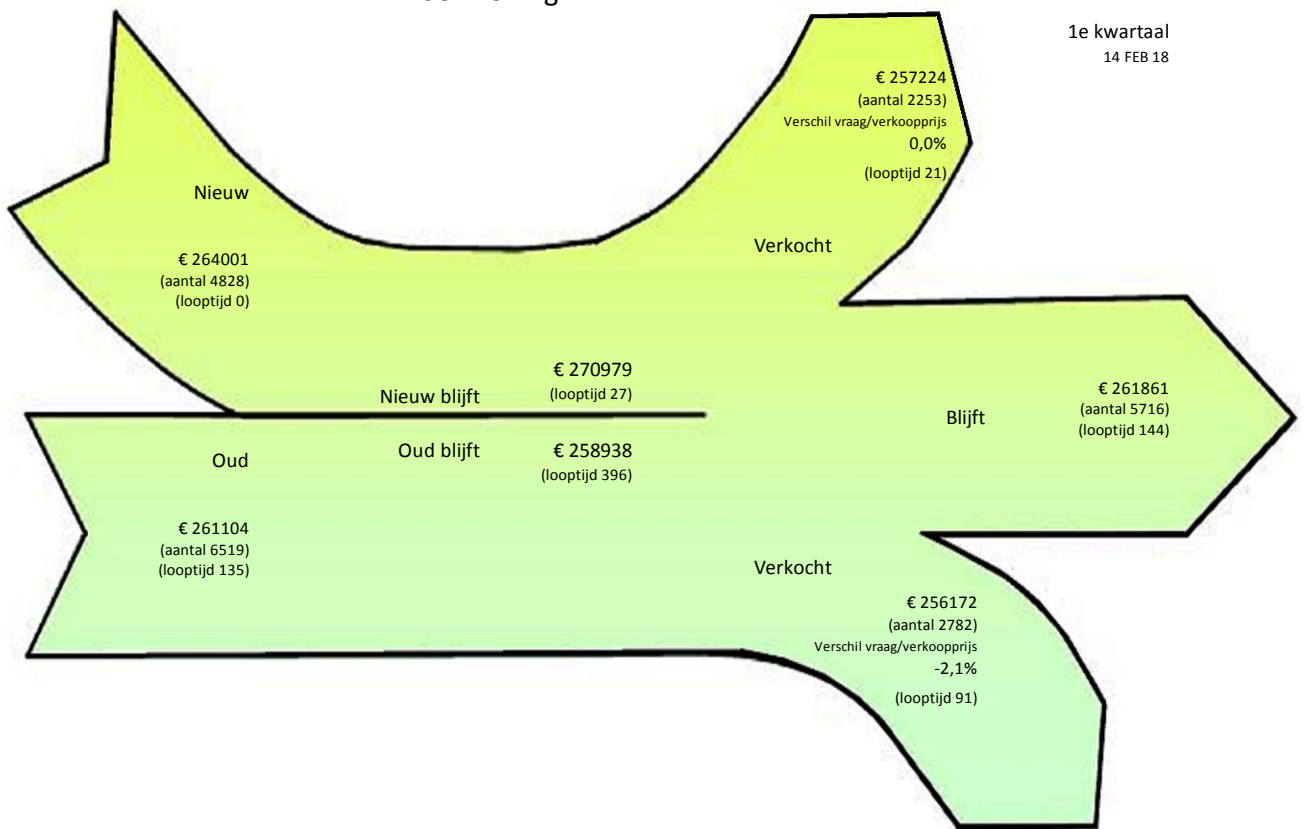 1e kwartaal
14 FEB 18
€ 257224
(aantal 2253)
Verschil vraag/verkoopprijs
0,0%
(looptijd 21)
Nieuw
Verkocht
€ 264001
(aantal 4828)
(looptijd 0)
€ 270979
Nieuw blijft
(looptijd 27)
€ 261861
(aantal 5716)
(looptijd 144)
Blijft
Oud blijft
€ 258938
(looptijd 396)
Oud
€ 261104
(aantal 6519)
(looptijd 135)
Verkocht
€ 256172
(aantal 2782)
Verschil vraag/verkoopprijs
-2,1%
(looptijd 91)